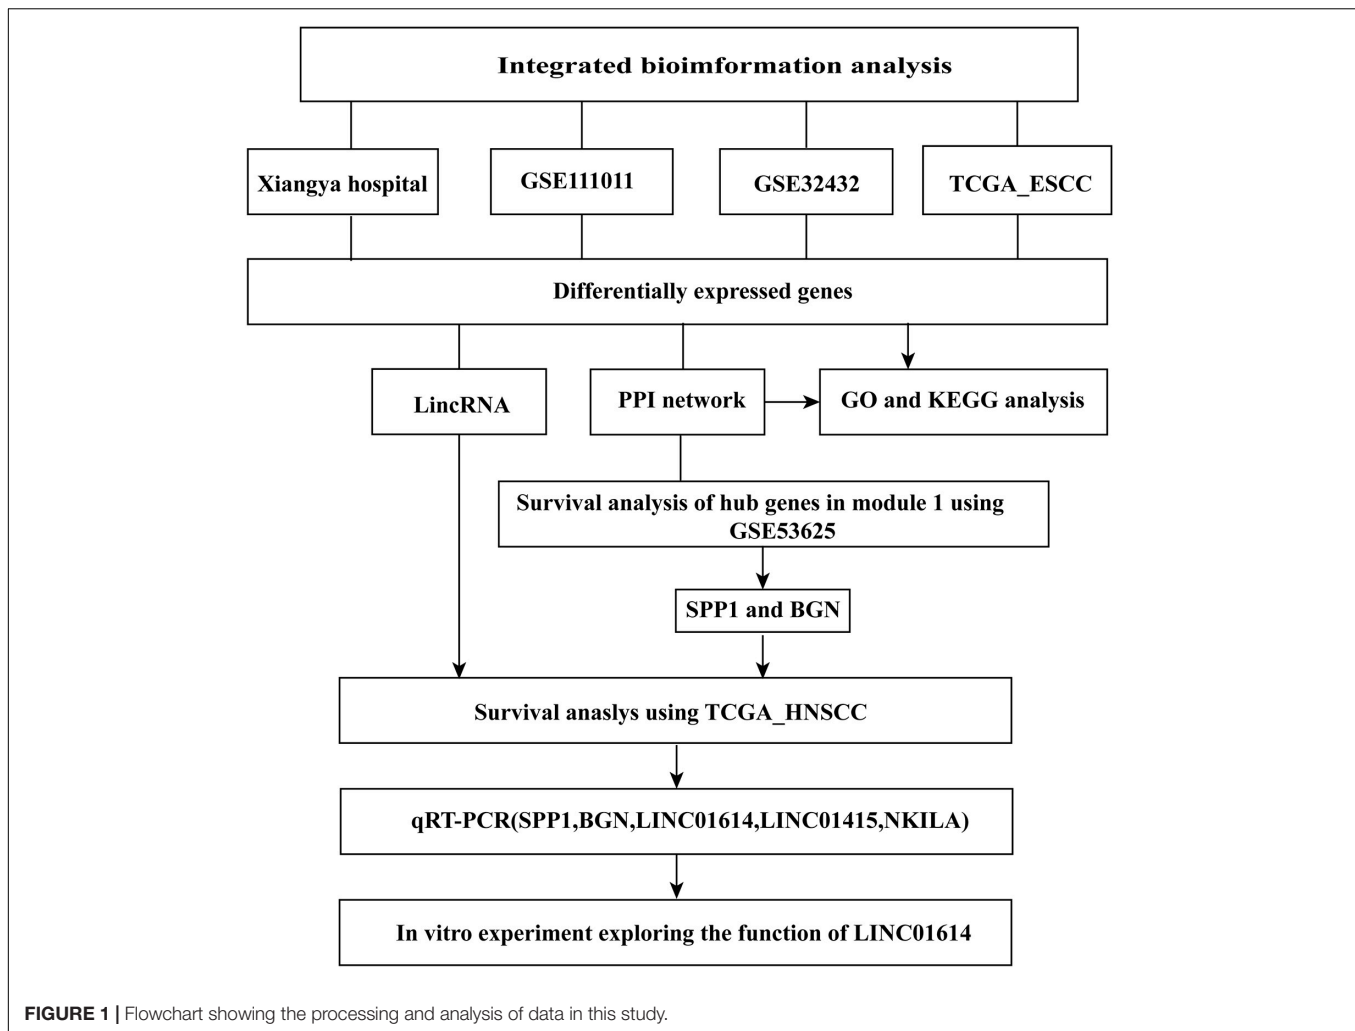 Integrated bioimformation analysis
Xiangya hospital
GSE111011
GSE32432
TCGA_ESCC
Differentially expressed genes
LincRNA
PPI network
GO and KEGG analysis
Survival analysis of hub genes in module 1 using
GSE53625
SPP1 and BGN
Survival anaslys using TCGA_HNSCC
qRT-PCR(SPP1,BGN,LINC01614,LINC01415,NKILA)
In vitro experiment exploring the function of LINC01614
FIGURE 1 | Flowchart showing the processing and analysis of data in this study.